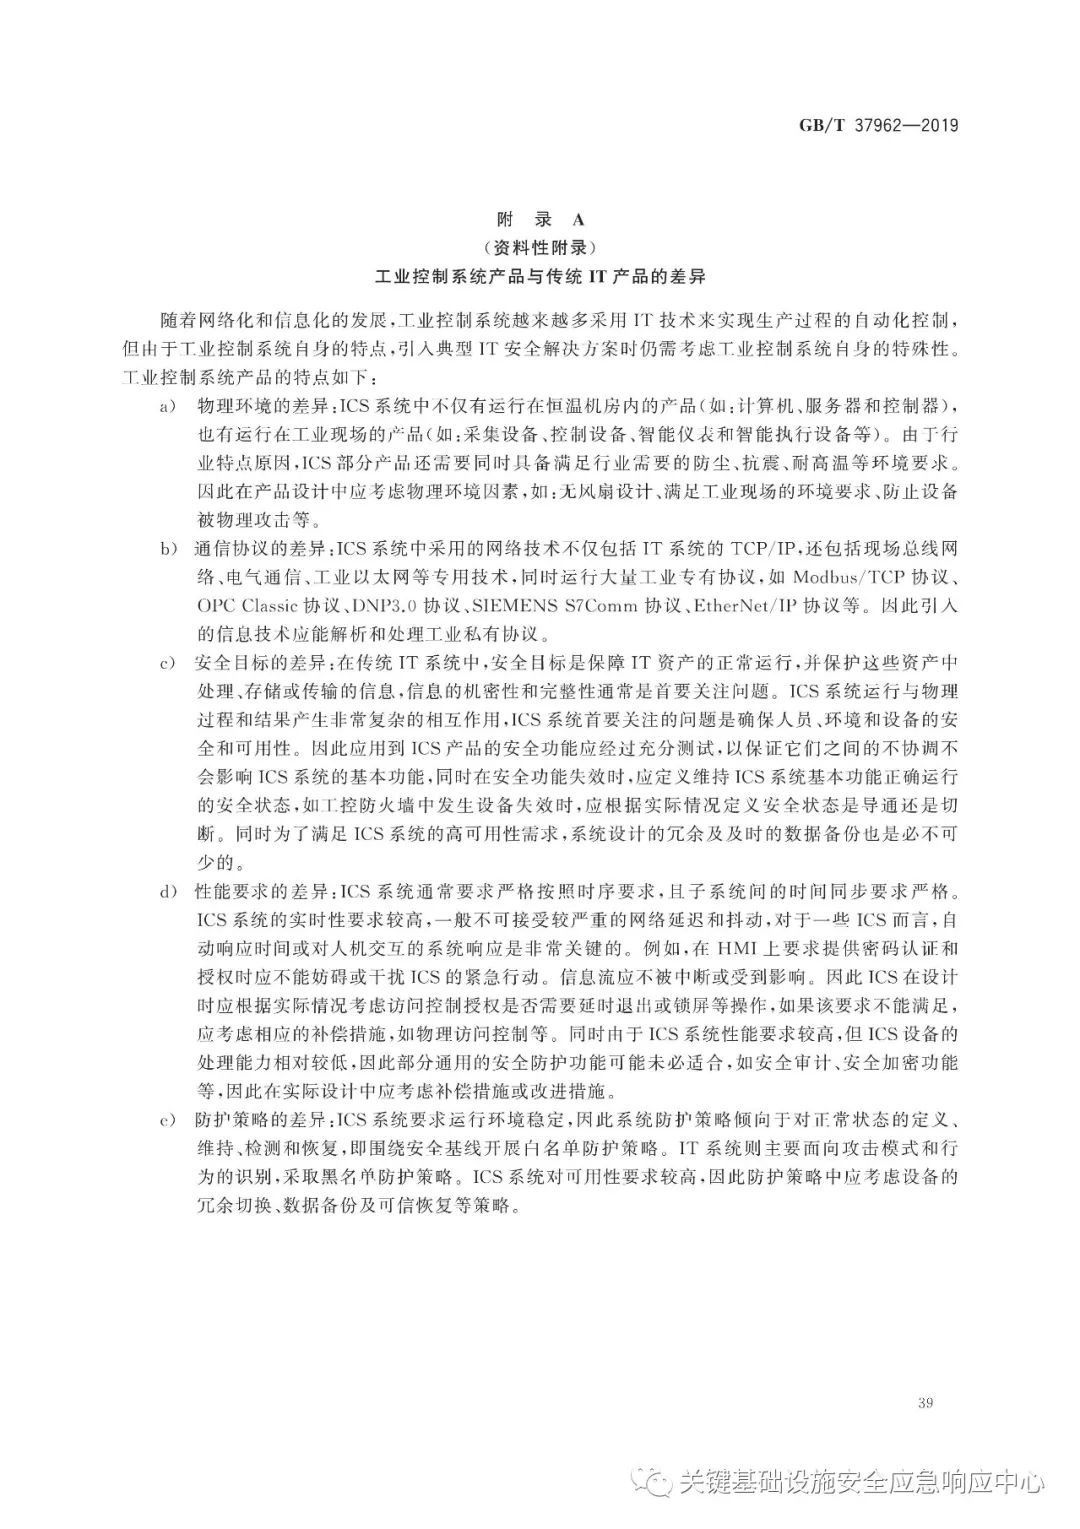 GB/T 37962—2019
附 录 A
（资料性附录）
工业控制系统产品与传统 IT 产品的差异
随着网络化和信息化的发展,工业控制系统越来越多采用 IT 技术来实现生产过程的自动化控制,
但由于工业控制系统自身的特点,引入典型 IT 安全解决方案时仍需考虑工业控制系统自身的特殊性。
工业控制系统产品的特点如下:
a) 物理环境的差异:ICS 系统中不仅有运行在恒温机房内的产品(如:计算机、服务器和控制器),
也有运行在工业现场的产品(如:采集设备、控制设备、智能仪表和智能执行设备等)。由于行
业特点原因,ICS 部分产品还需要同时具备满足行业需要的防尘、抗震、耐高温等环境要求。
因此在产品设计中应考虑物理环境因素,如:无风扇设计、满足工业现场的环境要求、防止设备
被物理攻击等。
b) 通信协议的差异:ICS 系统中采用的网络技术不仅包括 IT 系统的 TCP/IP,还包括现场总线网
络、电气通信、工业以太网等专用技术,同时运行大量工业专有协议,如 Modbus/TCP 协议、
OPC Classic 协议、DNP3.0 协议、SIEMENS S7Comm 协议、EtherNet/IP 协议等。因此引入
的信息技术应能解析和处理工业私有协议。
c) 安全目标的差异:在传统 IT 系统中,安全目标是保障 IT 资产的正常运行,并保护这些资产中
处理、存储或传输的信息,信息的机密性和完整性通常是首要关注问题。ICS 系统运行与物理
过程和结果产生非常复杂的相互作用,ICS 系统首要关注的问题是确保人员、环境和设备的安
全和可用性。因此应用到 ICS 产品的安全功能应经过充分测试,以保证它们之间的不协调不
会影响 ICS 系统的基本功能,同时在安全功能失效时,应定义维持 ICS 系统基本功能正确运行
的安全状态,如工控防火墙中发生设备失效时,应根据实际情况定义安全状态是导通还是切
断。同时为了满足 ICS 系统的高可用性需求,系统设计的冗余及及时的数据备份也是必不可
少的。
d) 性能要求的差异:ICS 系统通常要求严格按照时序要求,且子系统间的时间同步要求严格。
ICS 系统的实时性要求较高,一般不可接受较严重的网络延迟和抖动,对于一些 ICS 而言,自
动响应时间或对人机交互的系统响应是非常关键的。例如,在 HMI 上要求提供密码认证和
授权时应不能妨碍或干扰 ICS 的紧急行动。信息流应不被中断或受到影响。因此 ICS 在设计
时应根据实际情况考虑访问控制授权是否需要延时退出或锁屏等操作,如果该要求不能满足,
应考虑相应的补偿措施,如物理访问控制等。同时由于 ICS 系统性能要求较高,但 ICS 设备的
处理能力相对较低,因此部分通用的安全防护功能可能未必适合,如安全审计、安全加密功能
等,因此在实际设计中应考虑补偿措施或改进措施。
e) 防护策略的差异:ICS 系统要求运行环境稳定,因此系统防护策略倾向于对正常状态的定义、
维持、检测和恢复,即围绕安全基线开展白名单防护策略。IT 系统则主要面向攻击模式和行
为的识别,采取黑名单防护策略。ICS 系统对可用性要求较高,因此防护策略中应考虑设备的
冗余切换、数据备份及可信恢复等策略。
39
关键基础设施安全应急响应中心